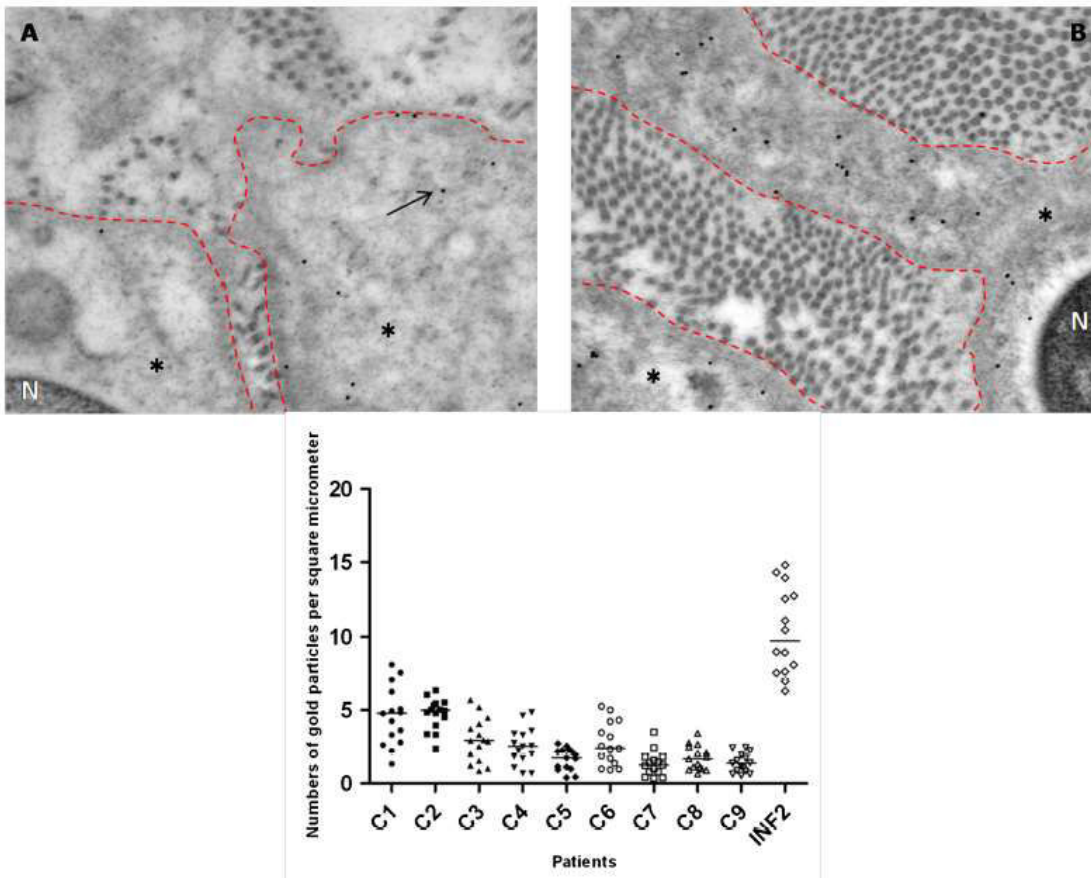 A
B
*
*
*
*
N
N
Numbers of gold particles per square micrometer
20
15
10
5
0
C1 C2 C3 C4 C5 C6 C7 C8 C9 INF2
Patients